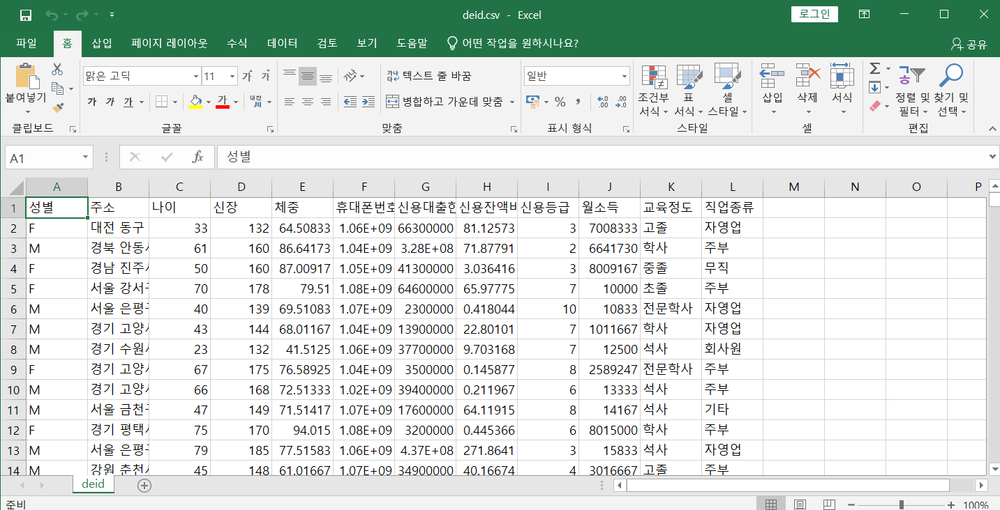 deid.csv - Excel
로그인
파일 홈 삽입 페이지 레이아웃 수식 데이터 검토 보기 도움말 어떤 작업을 원하시나요? 공유
맑은 고딕 11 가 가 텍스트 줄 바꿈 일반
붙여넣기 가 가 가 가 내천 병합하고 가운데 맞춤 % 조건부 서식 표 서식 셀 스타일 삽입 삭제 서식 정렬 및 필터 찾기 및 선택
클립보드 글꼴 맞춤 표시 형식 스타일 셀 편집
A1 fx 성별
A B C D E F G H I J K L M N O P
1 성별 주소 나이 신장 체중 휴대폰번호 신용대출한 신용잔액비 신용등급 월소득 교육정도 직업종류
2 F 대전 동구 33 132 64.50833 1.06E+09 66300000 81.12573 3 7008333 고졸 자영업
3 M 경북 안동시 61 160 86.64173 1.04E+09 3.28E+08 71.87791 2 6641730 학사 주부
4 F 경남 진주시 50 160 87.00917 1.05E+09 41300000 3.036416 3 8009167 중졸 무직
5 F 서울 강서구 70 178 79.51 1.08E+09 64600000 65.97775 7 10000 초졸 주부
6 M 서울 은평구 40 139 69.51083 1.07E+09 2300000 0.418044 10 10833 전문학사 자영업
7 M 경기 고양시 43 144 68.01167 1.04E+09 13900000 22.80101 7 1011667 학사 자영업
8 M 경기 수원시 23 132 41.5125 1.06E+09 37700000 9.703168 7 12500 석사 회사원
9 F 경기 고양시 67 175 76.58925 1.04E+09 3500000 0.145877 8 2589247 전문학사 주부
10 M 경기 고양시 66 168 72.51333 1.02E+09 39400000 0.211967 6 13333 석사 주부
11 M 서울 금천구 47 149 71.51417 1.07E+09 17600000 64.11915 8 14167 석사 기타
12 F 경기 평택시 75 170 94.015 1.08E+09 3200000 0.445366 6 8015000 학사 주부
13 M 서울 은평구 79 185 77.51583 1.06E+09 4.37E+08 271.8641 3 15833 석사 자영업
14 M 강원 춘천시 45 148 61.01667 1.07E+09 34900000 40.16674 4 3016667 고졸 주부
deid
준비 100%